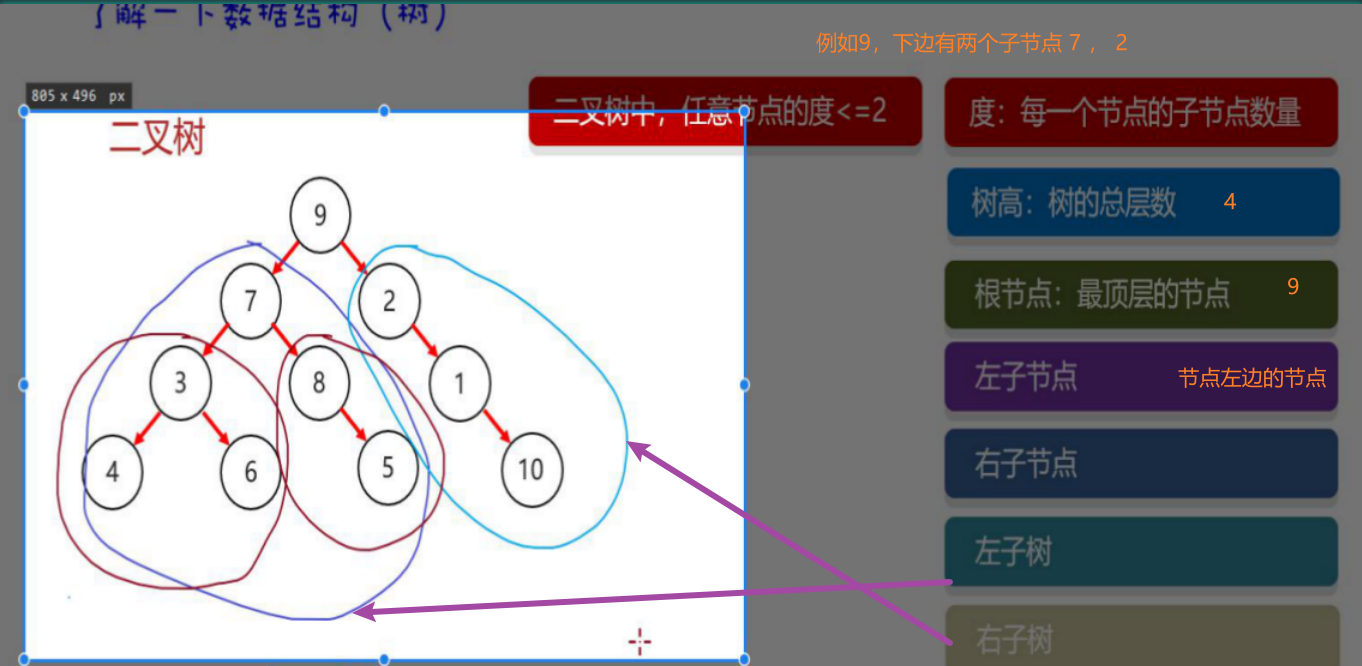 了解一下数据结构（树）
例如9，下边有两个子节点 7 ， 2
805 x 496 px
二叉树中，任意节点的度<=2
度：每一个节点的子节点数量
二叉树
树高：树的总层数 4
9
7 2
根节点：最顶层的节点 9
3 8 1
左子节点 节点左边的节点
4 6 5 10
右子节点
左子树
右子树